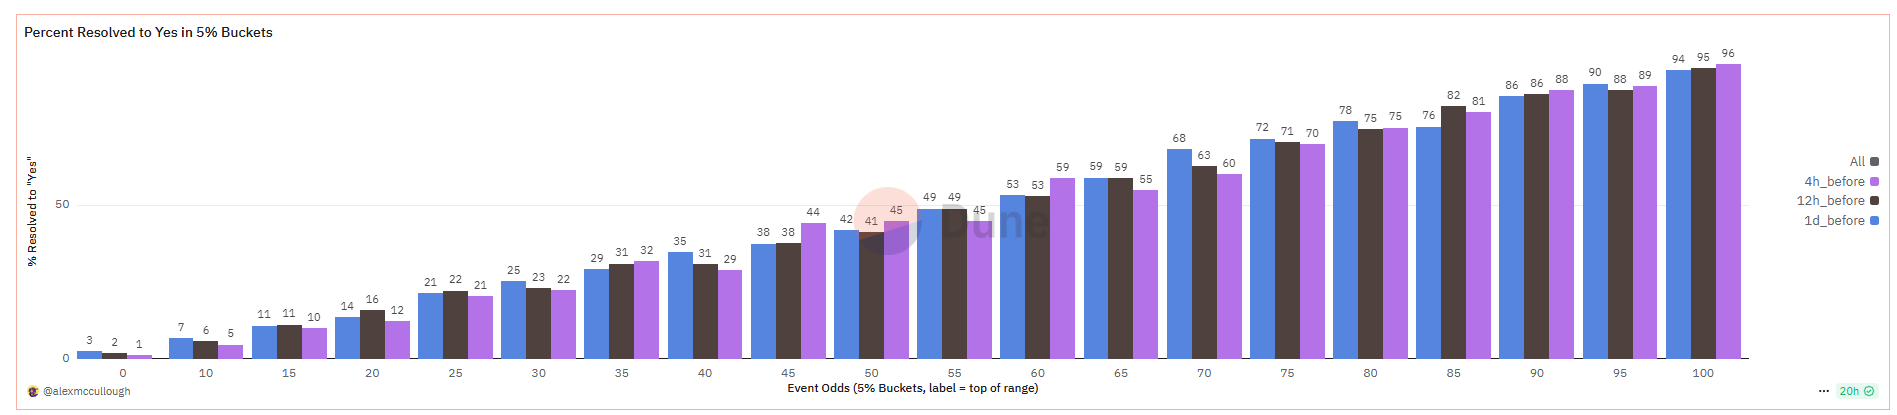 Percent Resolved to Yes in 5% Buckets
% Resolved to "Yes"
50
0
3 2 1
7 6 5
11 11 10
14 16 12
21 22 21
25 23 22
29 31 32
35 31 29
38 38 44
42 41 45
49 49 45
53 53 59
59 59 55
68 63 60
72 71 70
78 75 75
76 82 81
86 86 88
90 88 89
94 95 96
Dune
All
4h_before
12h_before
1d_before
0 10 15 20 25 30 35 40 45 50 55 60 65 70 75 80 85 90 95 100
Event Odds (5% Buckets, label = top of range)
@alexmccullough
... 20h